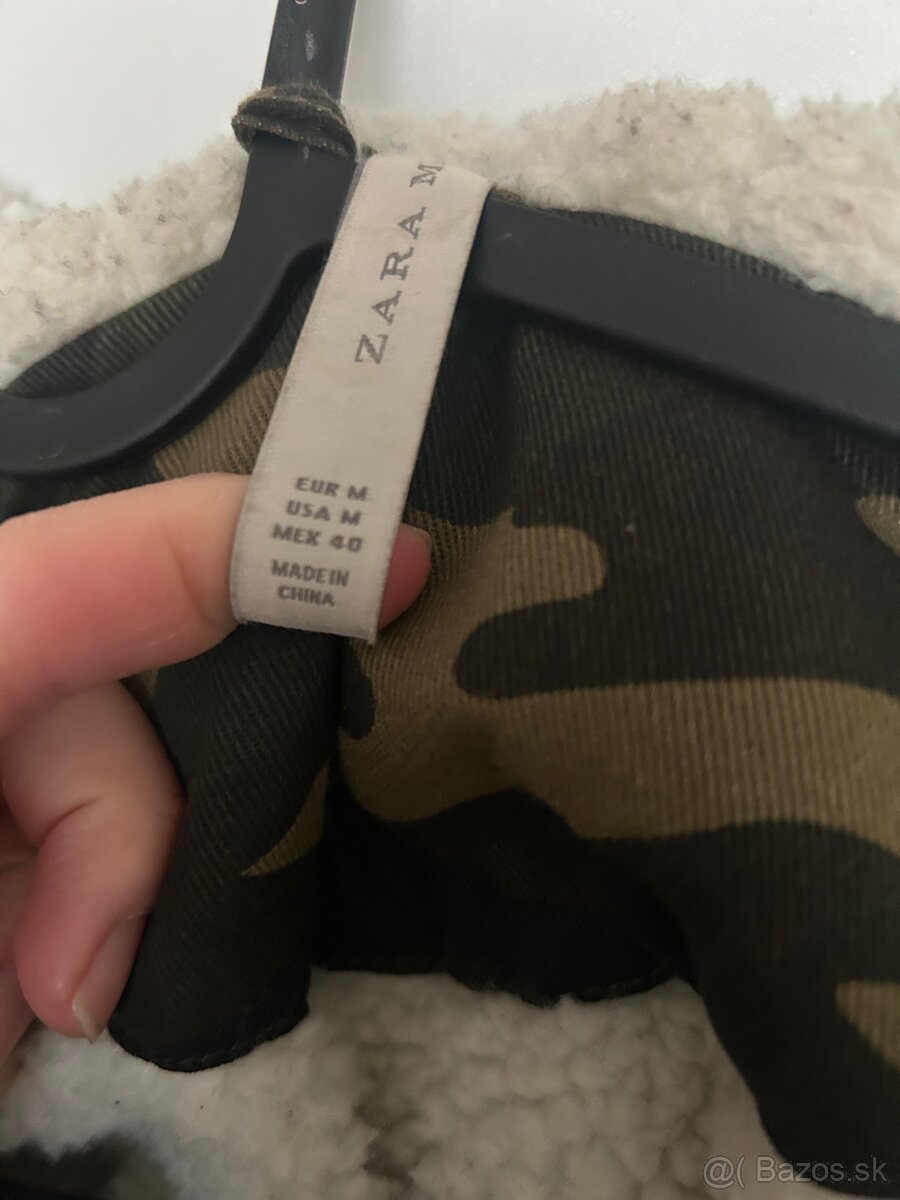 ZARA M
EUR M
USA M
MEX 40
MADE IN
CHINA
@( Bazos.sk